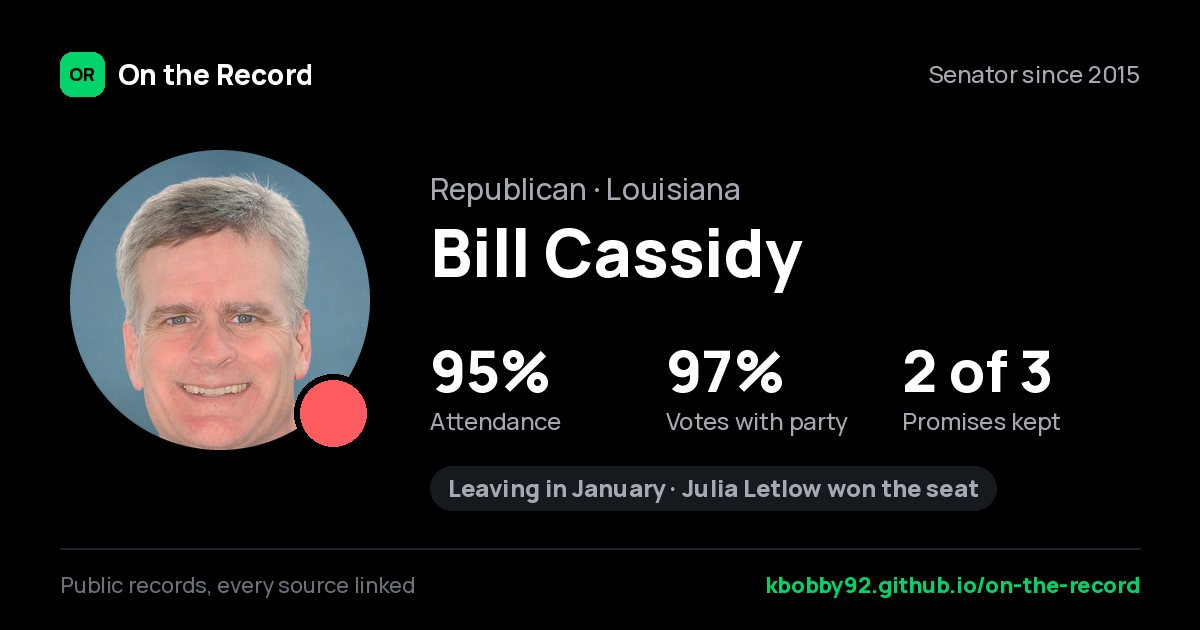 OR On the Record
Senator since 2015
Republican · Louisiana
Bill Cassidy
95% 97% 2 of 3
Attendance Votes with party Promises kept
Leaving in January · Julia Letlow won the seat
Public records, every source linked
kbobby92.github.io/on-the-record